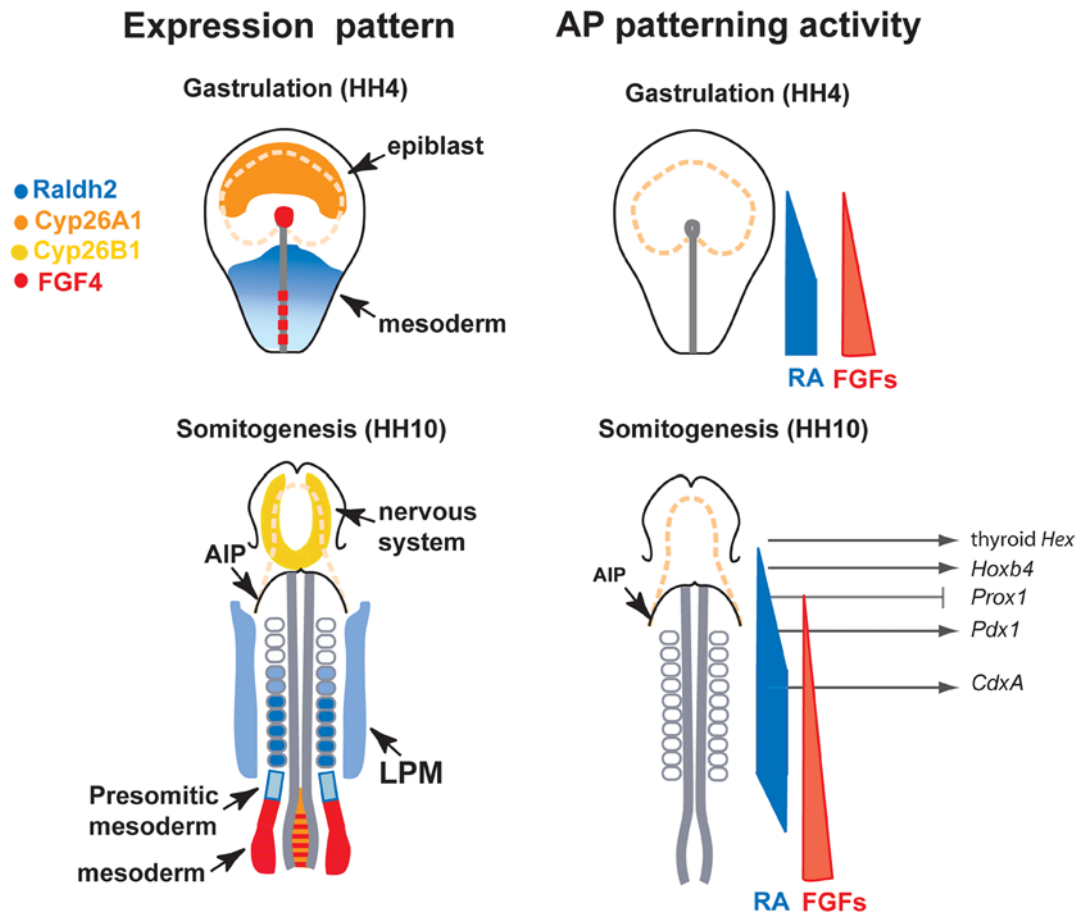 Expression pattern
AP patterning activity
Gastrulation (HH4)
Gastrulation (HH4)
epiblast
Raldh2
Cyp26A1
Cyp26B1
FGF4
mesoderm
RA
FGFs
Somitogenesis (HH10)
Somitogenesis (HH10)
nervous
system
AIP
LPM
Presomitic
mesoderm
mesoderm
AIP
thyroid Hex
Hoxb4
Prox1
Pdx1
CdxA
RA
FGFs